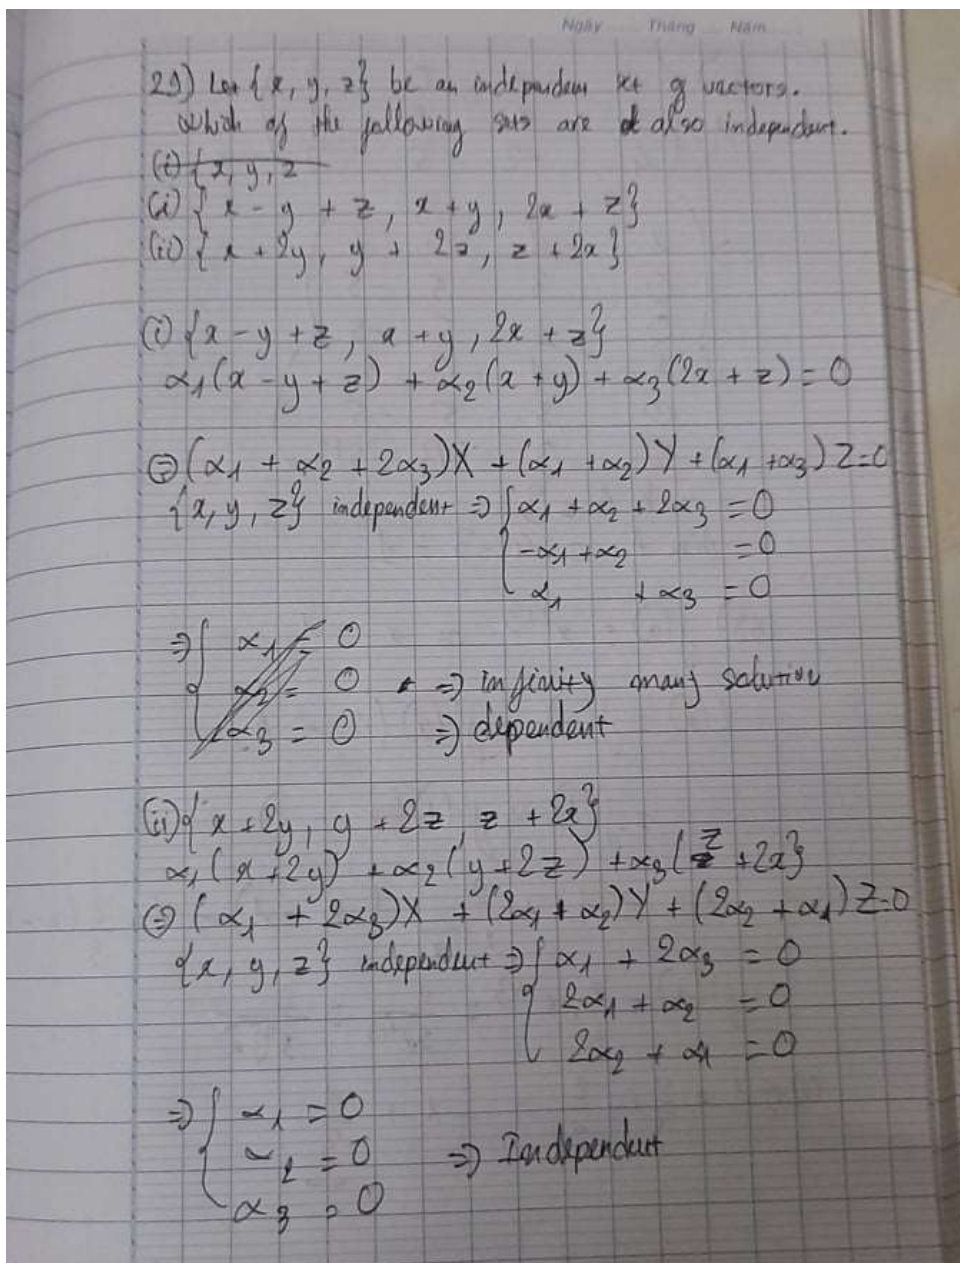 Ngày Tháng Năm
29) Let {x, y, z} be an independen set of vactors.
Which of the following sets are also independent.
(i) {x, y, z
(i) {x - y + z, x + y, 2x + z}
(ii) {x + 2y, y + 2z, z + 2x}
(i) {x - y + z, x + y, 2x + z}
α1(x - y + z) + α2(x + y) + α3(2x + z) = 0
⇔ (α1 + α2 + 2α3)X + (α1 + α2)Y + (α1 + α3)Z = 0
{x, y, z} independent ⇒ { α1 + α2 + 2α3 = 0
-α1 + α2 = 0
α1 + α3 = 0
⇒ { α1 = 0
α2 = 0 ⇒ infinity many solution
α3 = 0 ⇒ dependent
(ii) {x + 2y, y + 2z, z + 2x}
α1(x + 2y) + α2(y + 2z) + α3(z + 2x}
⇔ (α1 + 2α3)X + (2α1 + α2)Y + (2α2 + α1)Z = 0
{x, y, z} independent ⇒ { α1 + 2α3 = 0
2α1 + α2 = 0
2α2 + α1 = 0
⇒ { α1 = 0
α2 = 0 ⇒ Independent
α3 = 0